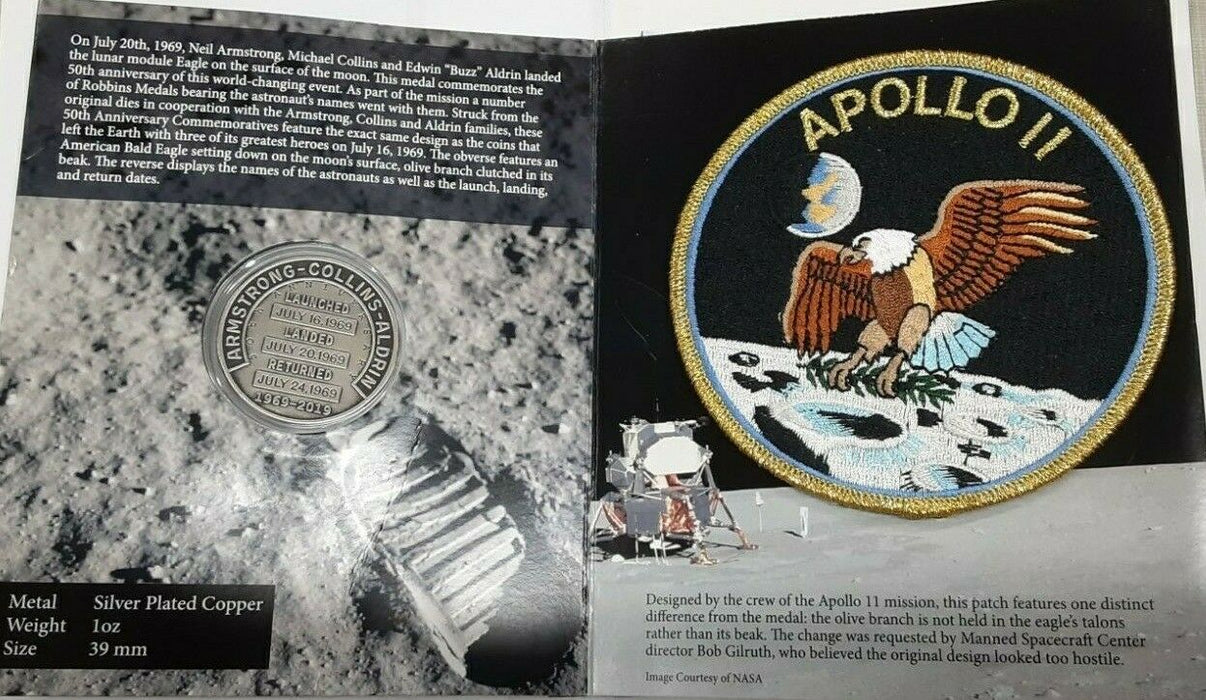 On July 20th, 1969, Neil Armstrong, Michael Collins and Edwin "Buzz" Aldrin landed
the lunar module Eagle on the surface of the moon. This medal commemorates the
50th anniversary of this world-changing event. As part of the mission a number
of Robbins Medals bearing the astronaut's names went with them. Struck from the
original dies in cooperation with the Armstrong, Collins and Aldrin families, these
50th Anniversary Commemoratives feature the exact same design as the coins that
left the Earth with three of its greatest heroes on July 16, 1969. The obverse features an
American Bald Eagle setting down on the moon's surface, olive branch clutched in its
beak. The reverse displays the names of the astronauts as well as the launch, landing,
and return dates.
ARMSTRONG-COLLINS-ALDRIN
LAUNCHED
JULY 16,1969
LANDED
JULY 20,1969
RETURNED
JULY 24,1969
1969-2019
Metal Silver Plated Copper
Weight 1oz
Size 39 mm
APOLLO 11
Designed by the crew of the Apollo 11 mission, this patch features one distinct
difference from the medal: the olive branch is not held in the eagle's talons
rather than its beak. The change was requested by Manned Spacecraft Center
director Bob Gilruth, who believed the original design looked too hostile.
Image Courtesy of NASA